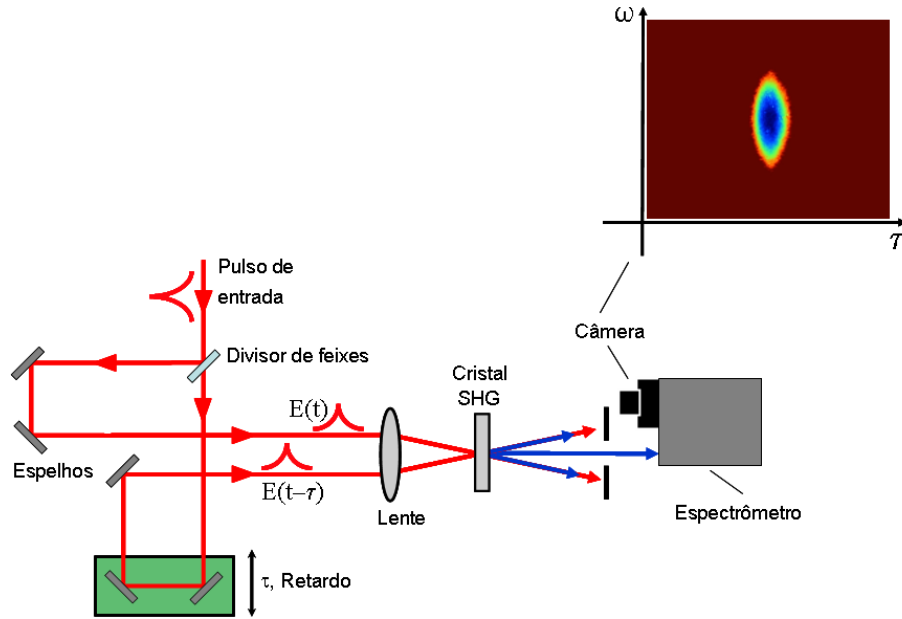 ω
τ
Pulso de
entrada
Câmera
Divisor de feixes
Cristal
SHG
E(t)
Espelhos
E(t−τ)
Lente
Espectrômetro
τ, Retardo